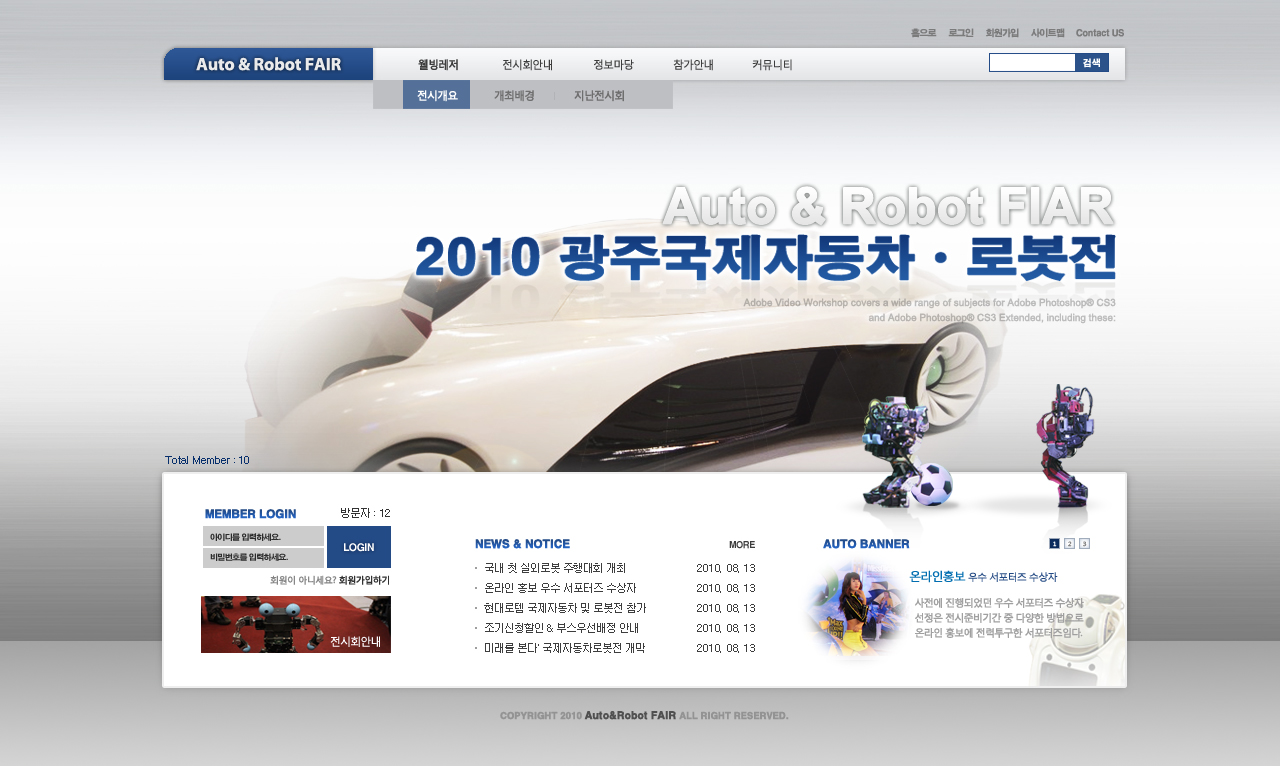 홈으로 로그인 회원가입 사이트맵 Contact US
Auto & Robot FAIR 웰빙레저 전시회안내 정보마당 참가안내 커뮤니티 검색
전시개요 개최배경 지난전시회
Auto & Robot FIAR
2010 광주국제자동차 · 로봇전
Adobe Video Workshop covers a wide range of subjects for Adobe Photoshop® CS3
and Adobe Photoshop® CS3 Extended, including these:
Total Member : 10
MEMBER LOGIN 방문자 : 12
아이디를 입력하세요.
비밀번호를 입력하세요.
LOGIN
회원이 아니세요? 회원가입하기
전시회안내
NEWS & NOTICE MORE
· 국내 첫 실외로봇 주행대회 개최 2010. 08. 13
· 온라인 홍보 우수 서포터즈 수상자 2010. 08. 13
· 현대로템 국제자동차 및 로봇전 참가 2010. 08. 13
· 조기신청할인 & 부스우선배정 안내 2010. 08. 13
· 미래를 본다' 국제자동차로봇전 개막 2010. 08. 13
AUTO BANNER 1 2 3
온라인홍보 우수 서포터즈 수상자
사전에 진행되었던 우수 서포터즈 수상자
선정은 전시준비기간 중 다양한 방법으로
온라인 홍보에 전력투구한 서포터즈임다.
COPYRIGHT 2010 Auto&Robot FAIR ALL RIGHT RESERVED.